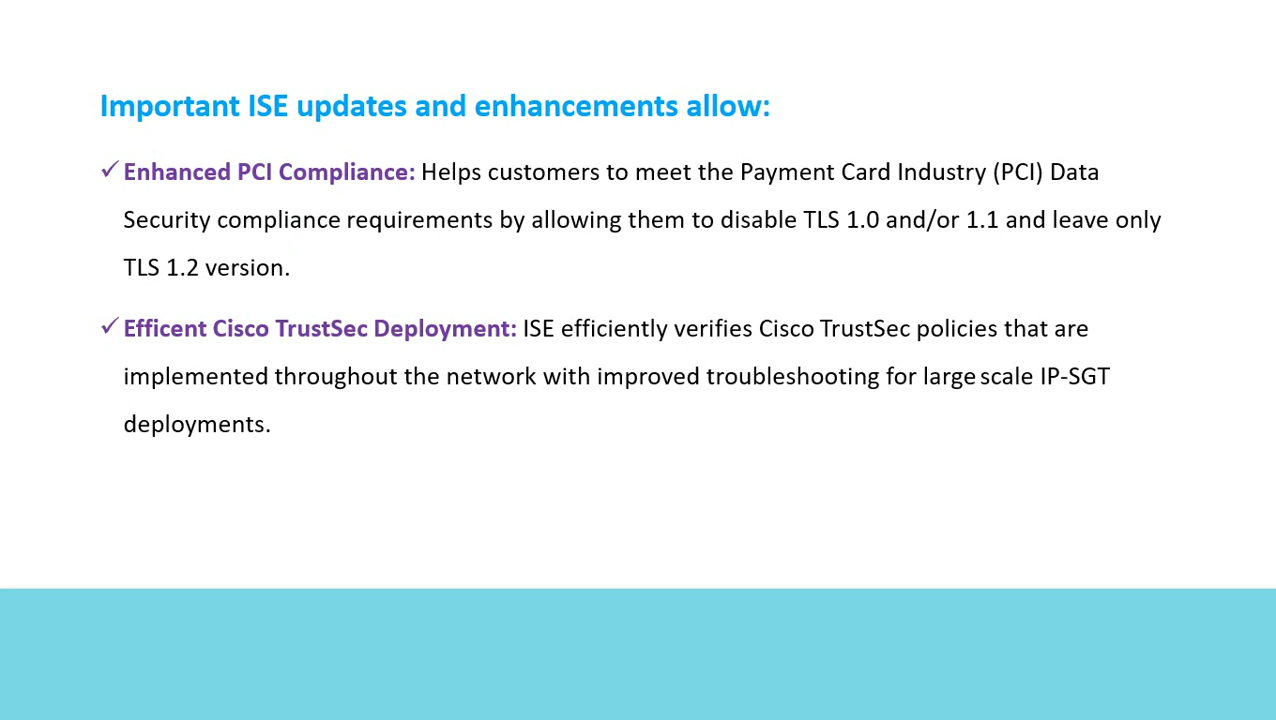 Important ISE updates and enhancements allow:
✓ Enhanced PCI Compliance: Helps customers to meet the Payment Card Industry (PCI) Data
Security compliance requirements by allowing them to disable TLS 1.0 and/or 1.1 and leave only
TLS 1.2 version.
✓ Efficent Cisco TrustSec Deployment: ISE efficiently verifies Cisco TrustSec policies that are
implemented throughout the network with improved troubleshooting for large scale IP-SGT
deployments.